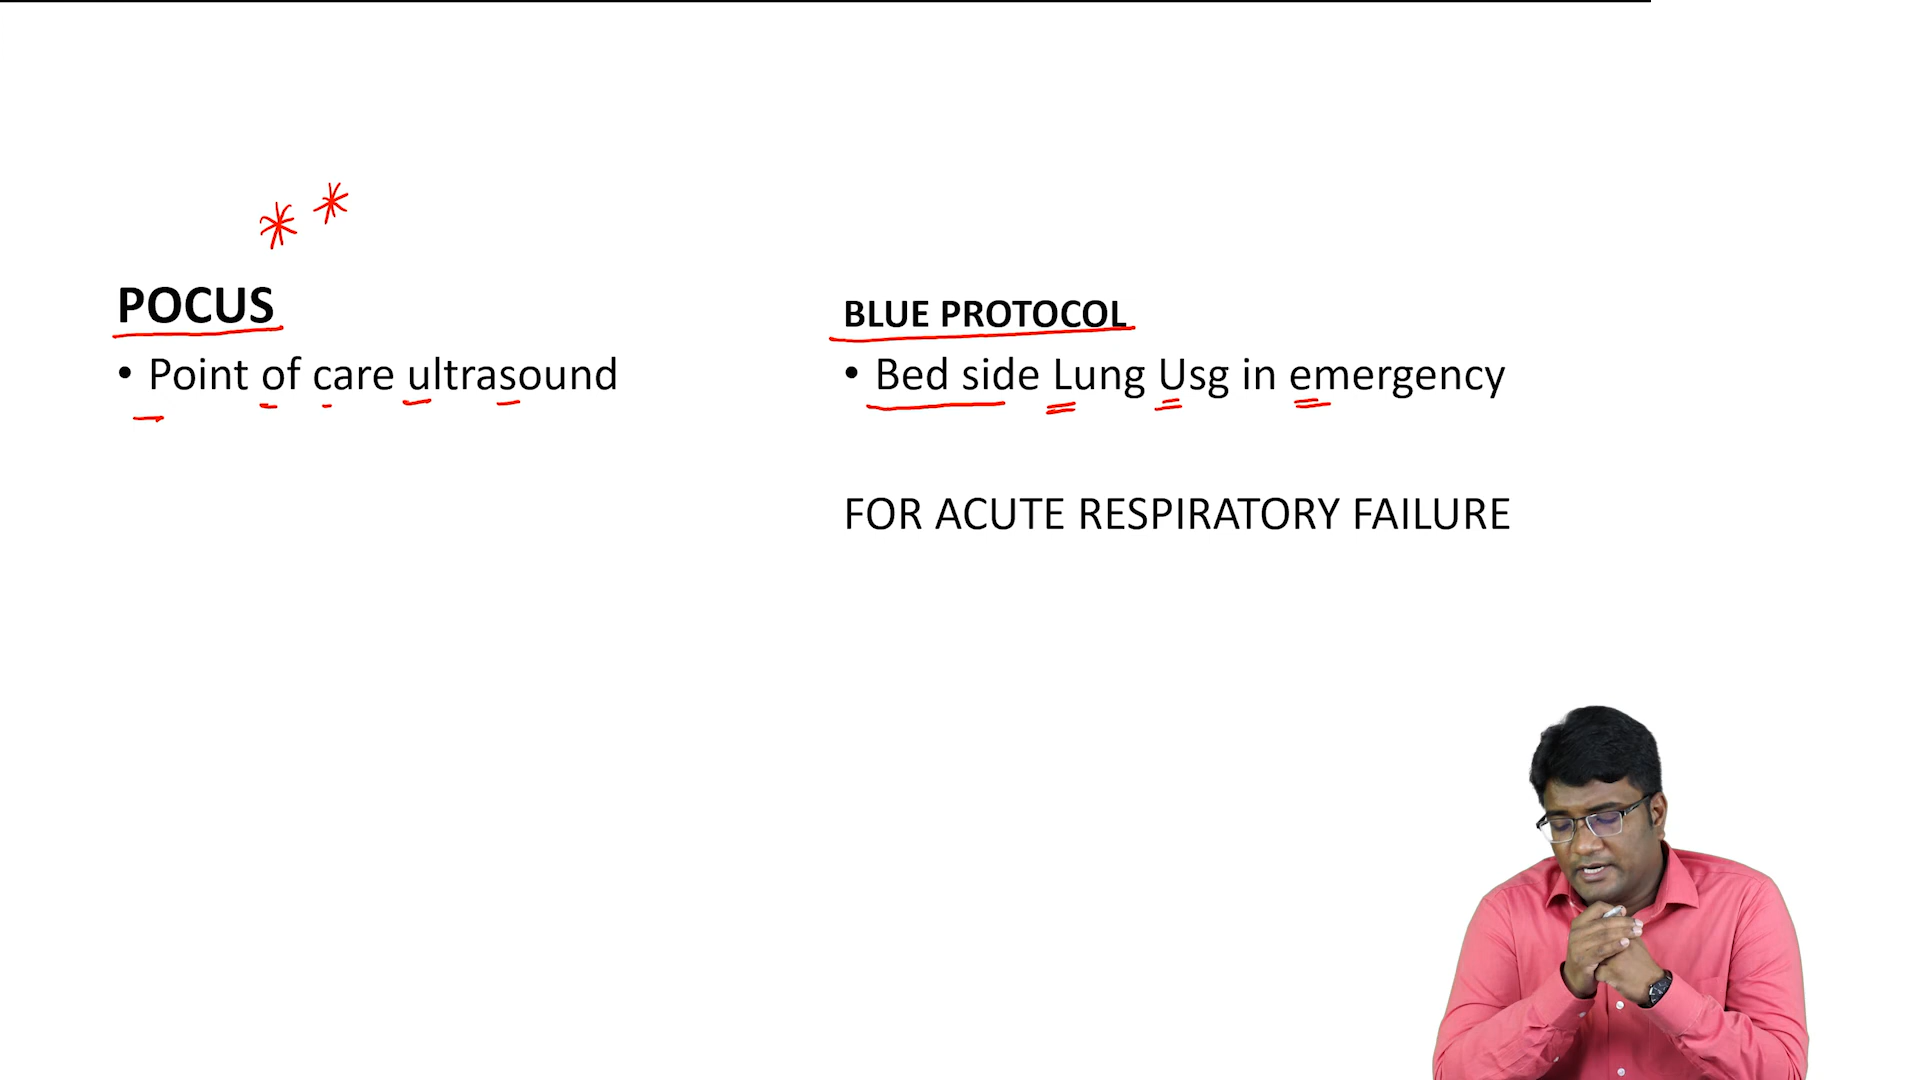 POCUS
• Point of care ultrasound
BLUE PROTOCOL
• Bed side Lung Usg in emergency
FOR ACUTE RESPIRATORY FAILURE